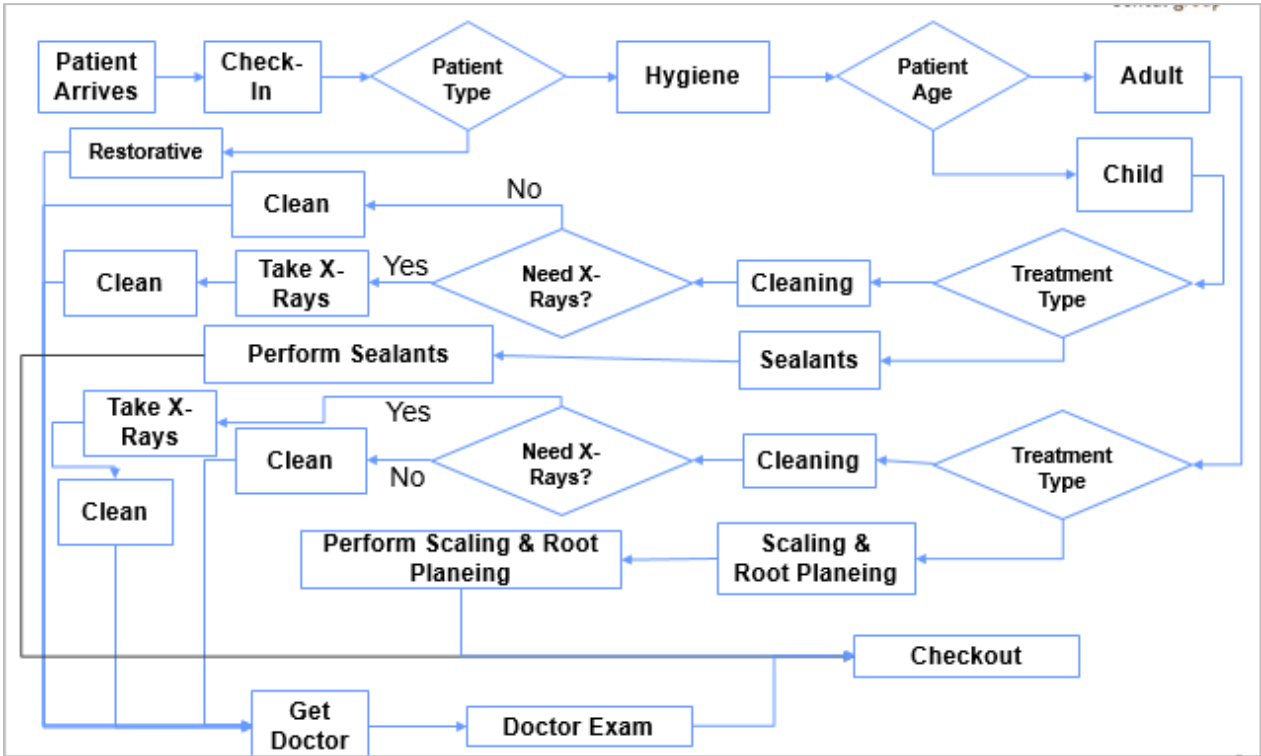 Patient
Arrives
Check-
In
Patient
Type
Hygiene
Patient
Age
Adult
Restorative
Child
No
Clean
Clean
Take X-
Rays
Yes
Need X-
Rays?
Cleaning
Treatment
Type
Perform Sealants
Sealants
Take X-
Rays
Yes
Clean
No
Need X-
Rays?
Cleaning
Treatment
Type
Clean
Perform Scaling & Root
Planeing
Scaling &
Root Planeing
Checkout
Get
Doctor
Doctor Exam